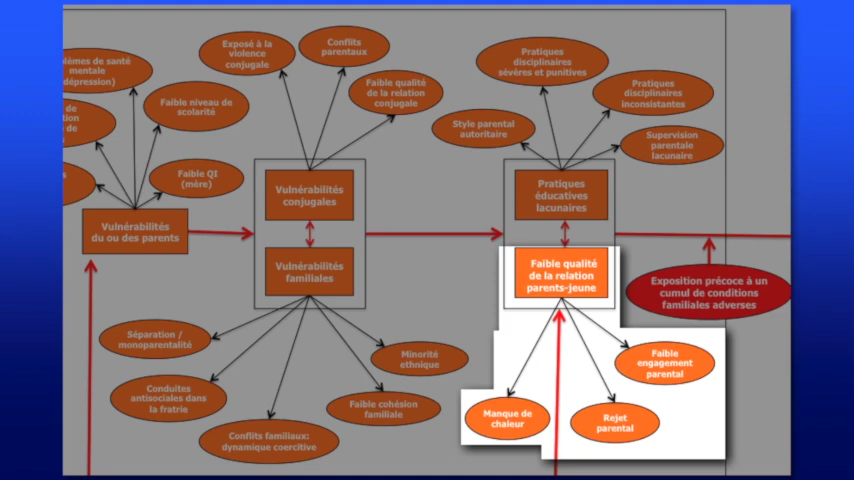 Exposé à la
violence
conjugale
Conflits
parentaux
Faible qualité
de la relation
conjugale
Pratiques
disciplinaires
sévères et punitives
Pratiques
disciplinaires
inconsistantes
Style parental
autoritaire
Supervision
parentale
lacunaire
de santé
mentale
dépression)
de
de
Faible niveau de
scolarité
Faible QI
(mère)
Vulnérabilités
du ou des parents
Vulnérabilités
conjugales
Vulnérabilités
familiales
Pratiques
éducatives
lacunaires
Faible qualité
de la relation
parents-jeune
Exposition précoce à un
cumul de conditions
familiales adverses
Séparation /
monoparentalité
Conduites
antisociales dans
la fratrie
Conflits familiaux:
dynamique coercitive
Faible cohésion
familiale
Minorité
ethnique
Manque de
chaleur
Rejet
parental
Faible
engagement
parental